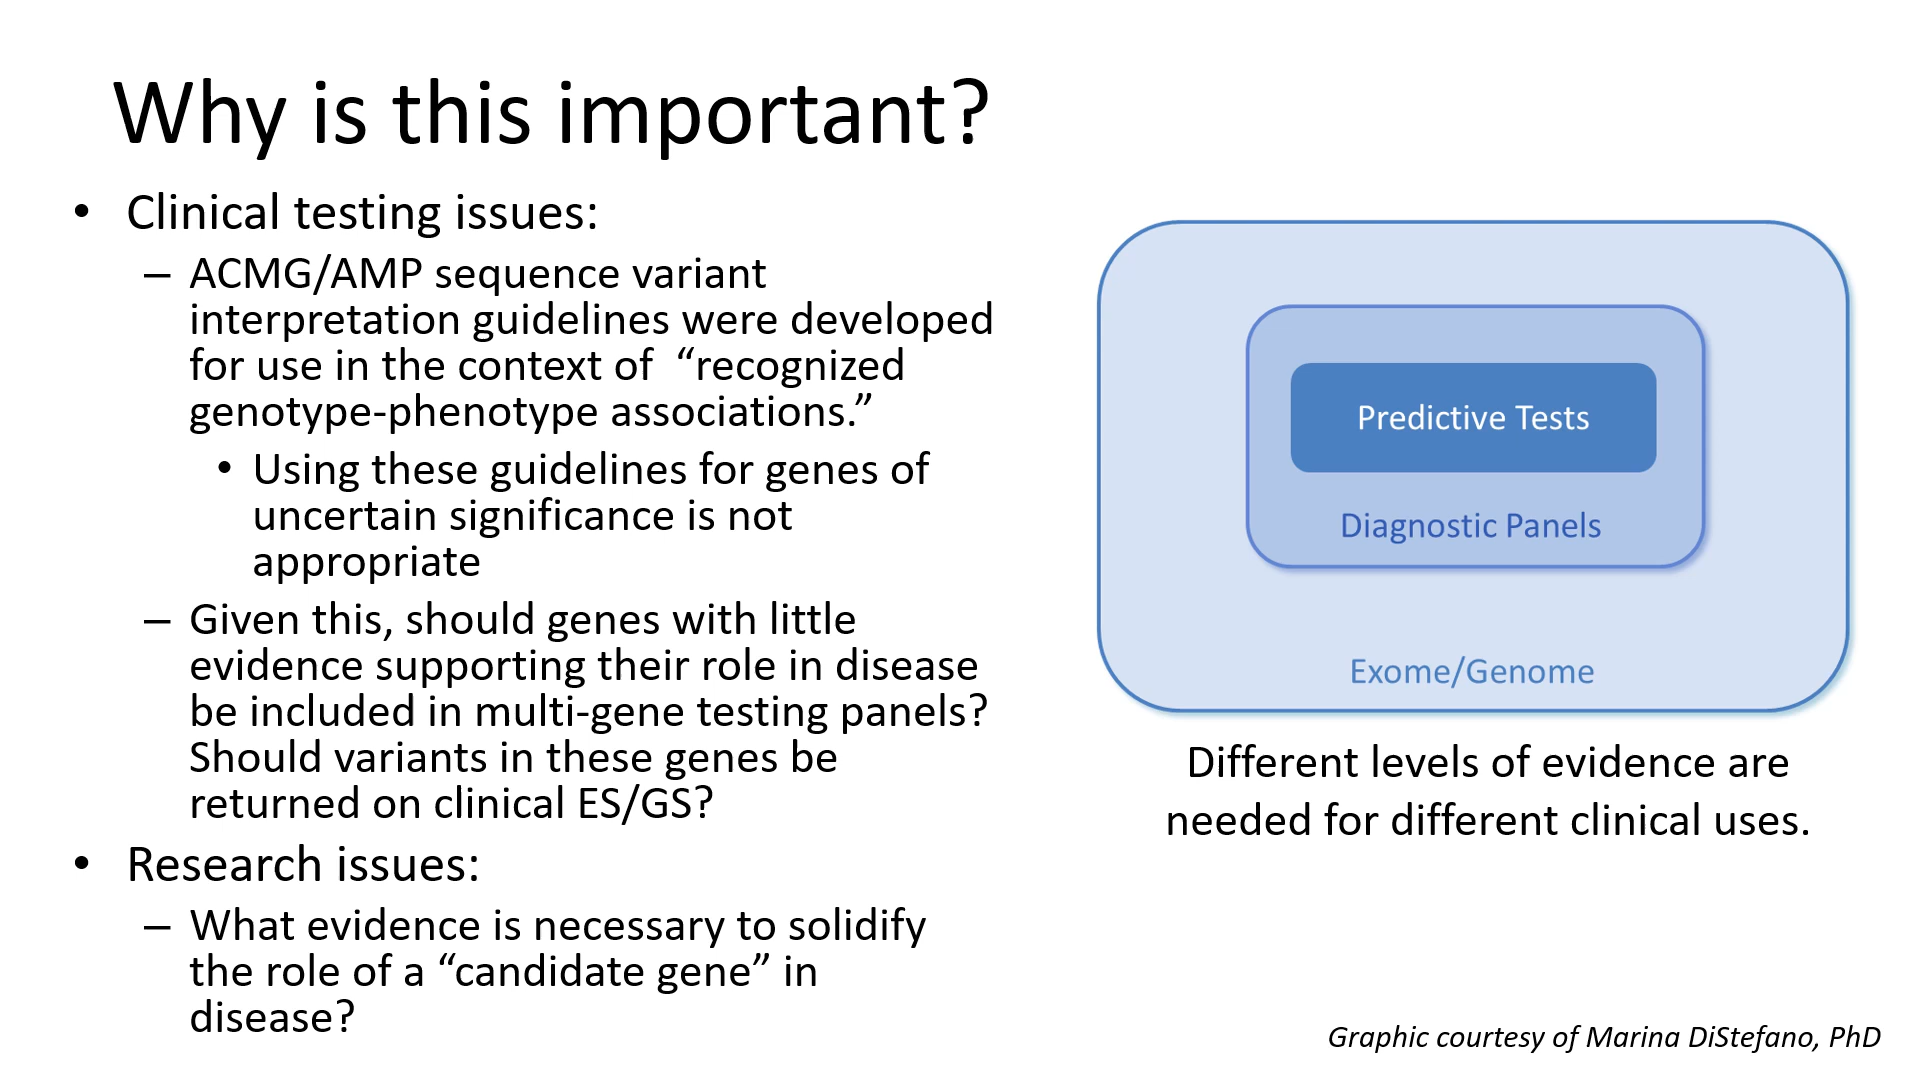 Why is this important?
• Clinical testing issues:
– ACMG/AMP sequence variant
interpretation guidelines were developed
for use in the context of “recognized
genotype-phenotype associations.”
• Using these guidelines for genes of
uncertain significance is not
appropriate
– Given this, should genes with little
evidence supporting their role in disease
be included in multi-gene testing panels?
Should variants in these genes be
returned on clinical ES/GS?
• Research issues:
– What evidence is necessary to solidify
the role of a “candidate gene” in
disease?
Predictive Tests
Diagnostic Panels
Exome/Genome
Different levels of evidence are
needed for different clinical uses.
Graphic courtesy of Marina DiStefano, PhD